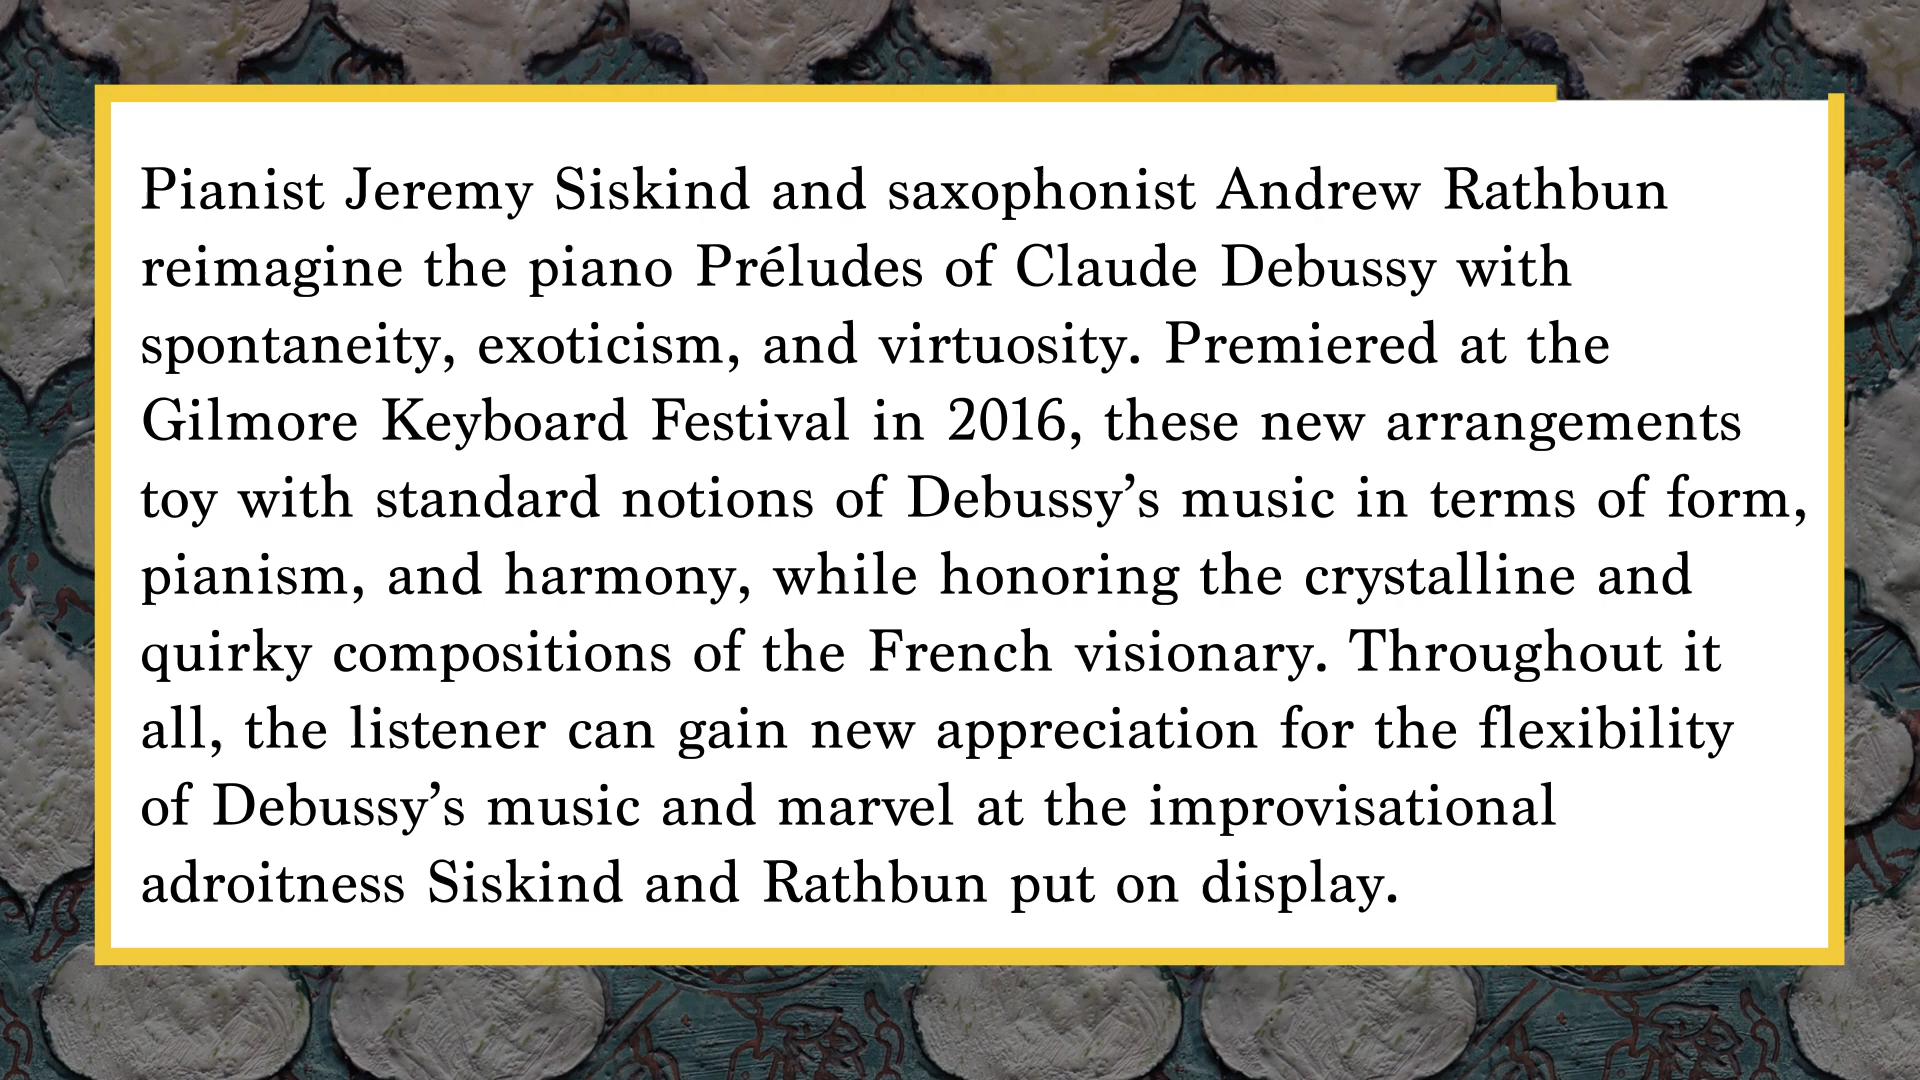 Pianist Jeremy Siskind and saxophonist Andrew Rathbun
reimagine the piano Préludes of Claude Debussy with
spontaneity, exoticism, and virtuosity. Premiered at the
Gilmore Keyboard Festival in 2016, these new arrangements
toy with standard notions of Debussy’s music in terms of form,
pianism, and harmony, while honoring the crystalline and
quirky compositions of the French visionary. Throughout it
all, the listener can gain new appreciation for the flexibility
of Debussy’s music and marvel at the improvisational
adroitness Siskind and Rathbun put on display.